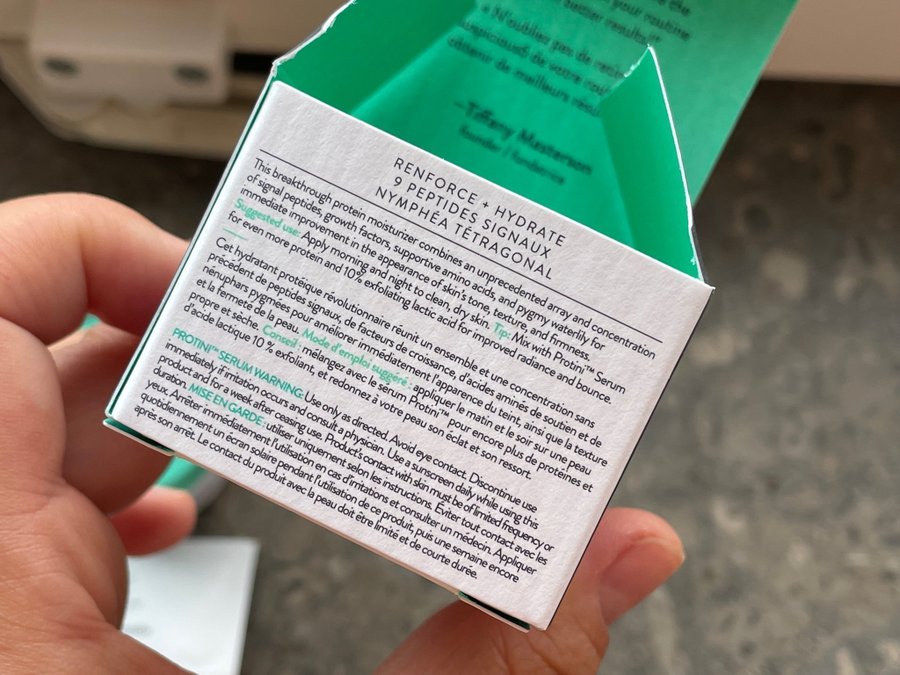 your routine
better results!*
« N'oubliez pas de
de votre
de meilleurs
—Tiffany Masterson
founder / fondatrice
RENFORCE + HYDRATE
9 PEPTIDES SIGNAUX
NYMPHÉA TÉTRAGONAL
This breakthrough protein moisturizer combines an unprecedented array and concentration
of signal peptides, growth factors, supportive amino acids, and pygmy waterlily for
immediate improvement in the appearance of skin's tone, texture, and firmness.
Suggested use: Apply morning and night to clean, dry skin. Tip: Mix with Protini™ Serum
for even more protein and 10% exfoliating lactic acid for improved radiance and bounce.
Cet hydratant protéique révolutionnaire réunit un ensemble et une concentration sans
précédent de peptides signaux, de facteurs de croissance, d'acides aminés de soutien et de
nénuphars pygmées pour améliorer immédiatement l'apparence du teint, ainsi que la texture
et la fermeté de la peau. Mode d'emploi suggéré : appliquer le matin et le soir sur une peau
propre et sèche. Conseil : mélangez avec le sérum Protini™ pour encore plus de protéines et
d'acide lactique 10 % exfoliant, et redonnez à votre peau son éclat et son ressort.
PROTINI™ SERUM WARNING: Use only as directed. Avoid eye contact. Discontinue use
immediately if irritation occurs and consult a physician. Use a sunscreen daily while using this
product and for a week after ceasing use. Product's contact with skin must be of limited frequency or
duration. MISE EN GARDE : utiliser uniquement selon les instructions. Éviter tout contact avec les
yeux. Arrêter immédiatement l'utilisation en cas d'irritations et consulter un médecin. Appliquer
quotidiennement un écran solaire pendant l'utilisation de ce produit, puis une semaine encore
après son arrêt. Le contact du produit avec la peau doit être limité et de courte durée.